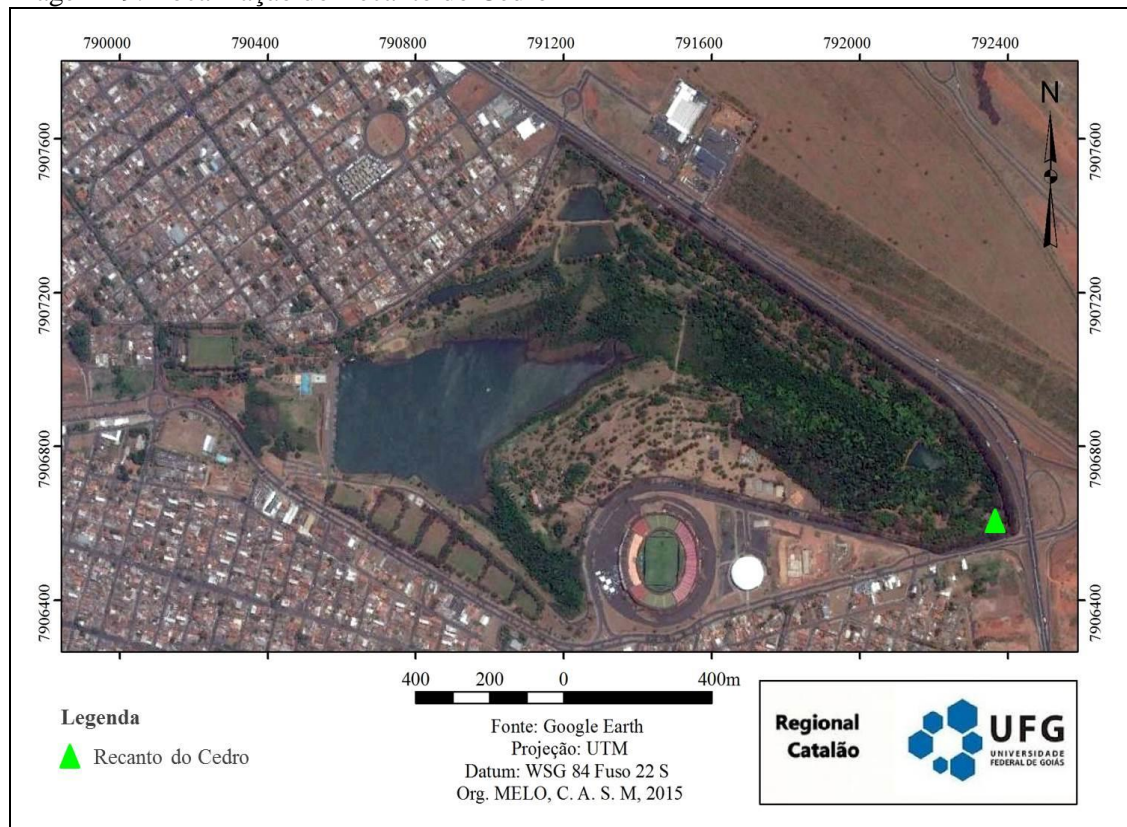 790000 790400 790800 791200 791600 792000 792400
N
7907600 7907600
7907200 7907200
7906800 7906800
7906400 7906400
400 200 0 400m
Legenda
Recanto do Cedro
Fonte: Google Earth
Projeção: UTM
Datum: WSG 84 Fuso 22 S
Org. MELO, C. A. S. M, 2015
Regional
Catalão
UFG
UNIVERSIDADE
FEDERAL DE GOIÁS